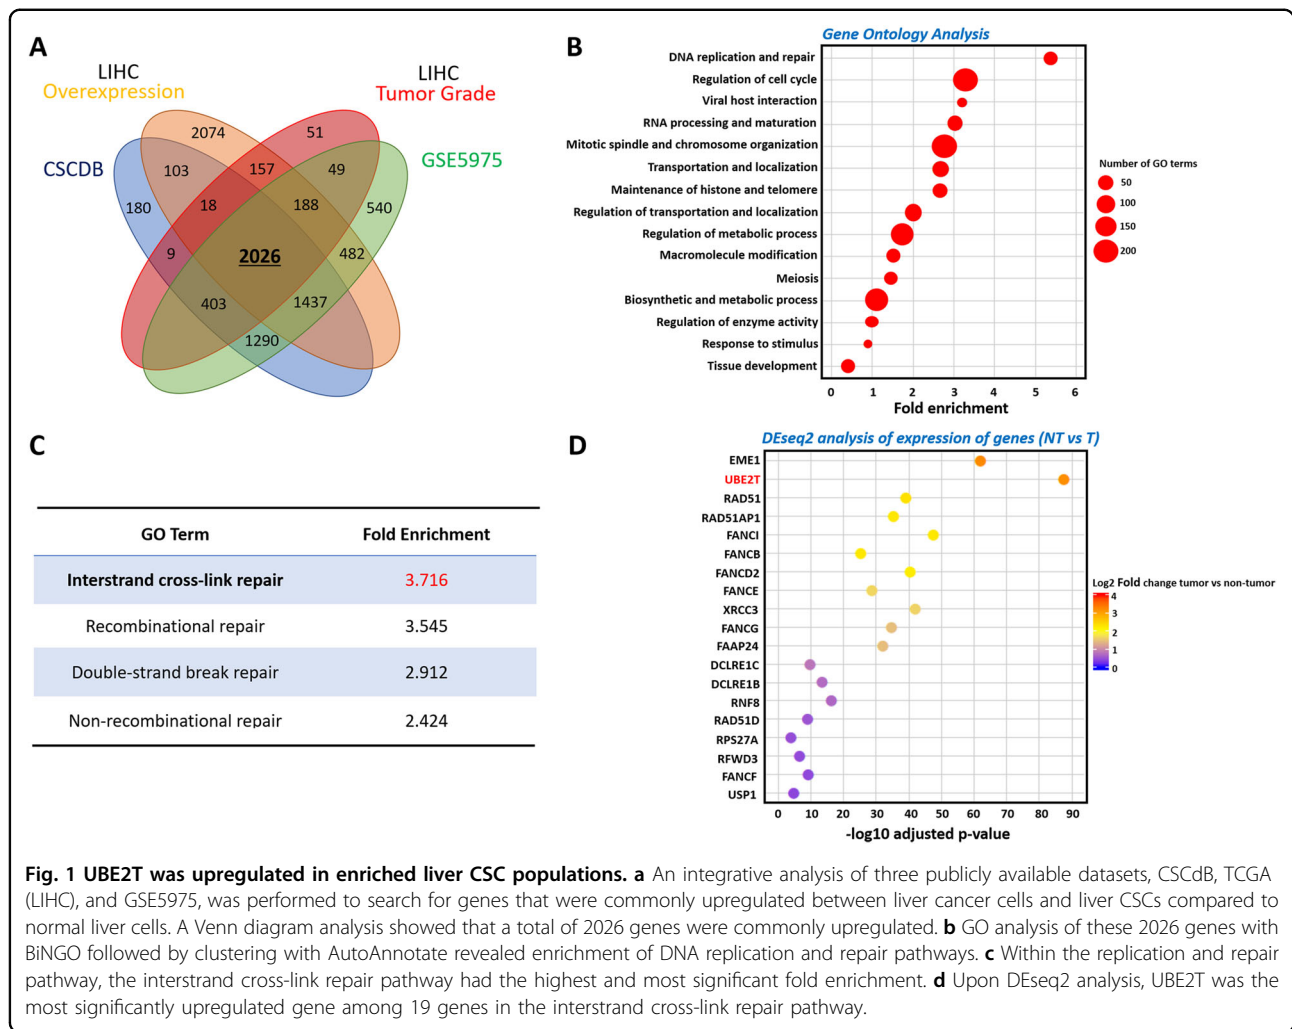 A
LIHC
Overexpression
LIHC
Tumor Grade
CSCDB
GSE5975
2074
51
103
157
49
180
18
188
540
9
2026
482
403
1437
1290
B
Gene Ontology Analysis
DNA replication and repair
Regulation of cell cycle
Viral host interaction
RNA processing and maturation
Mitotic spindle and chromosome organization
Transportation and localization
Maintenance of histone and telomere
Regulation of transportation and localization
Regulation of metabolic process
Macromolecule modification
Meiosis
Biosynthetic and metabolic process
Regulation of enzyme activity
Response to stimulus
Tissue development
0 1 2 3 4 5 6
Fold enrichment
Number of GO terms
50
100
150
200
C
GO Term Fold Enrichment
Interstrand cross-link repair 3.716
Recombinational repair 3.545
Double-strand break repair 2.912
Non-recombinational repair 2.424
D
DEseq2 analysis of expression of genes (NT vs T)
EME1
UBE2T
RAD51
RAD51AP1
FANCI
FANCB
FANCD2
FANCE
XRCC3
FANCG
FAAP24
DCLRE1C
DCLRE1B
RNF8
RAD51D
RPS27A
RFWD3
FANCF
USP1
0 10 20 30 40 50 60 70 80 90
-log10 adjusted p-value
Log2 Fold change tumor vs non-tumor
4
3
2
1
0
Fig. 1 UBE2T was upregulated in enriched liver CSC populations. a An integrative analysis of three publicly available datasets, CSCdB, TCGA
(LIHC), and GSE5975, was performed to search for genes that were commonly upregulated between liver cancer cells and liver CSCs compared to
normal liver cells. A Venn diagram analysis showed that a total of 2026 genes were commonly upregulated. b GO analysis of these 2026 genes with
BiNGO followed by clustering with AutoAnnotate revealed enrichment of DNA replication and repair pathways. c Within the replication and repair
pathway, the interstrand cross-link repair pathway had the highest and most significant fold enrichment. d Upon DEseq2 analysis, UBE2T was the
most significantly upregulated gene among 19 genes in the interstrand cross-link repair pathway.